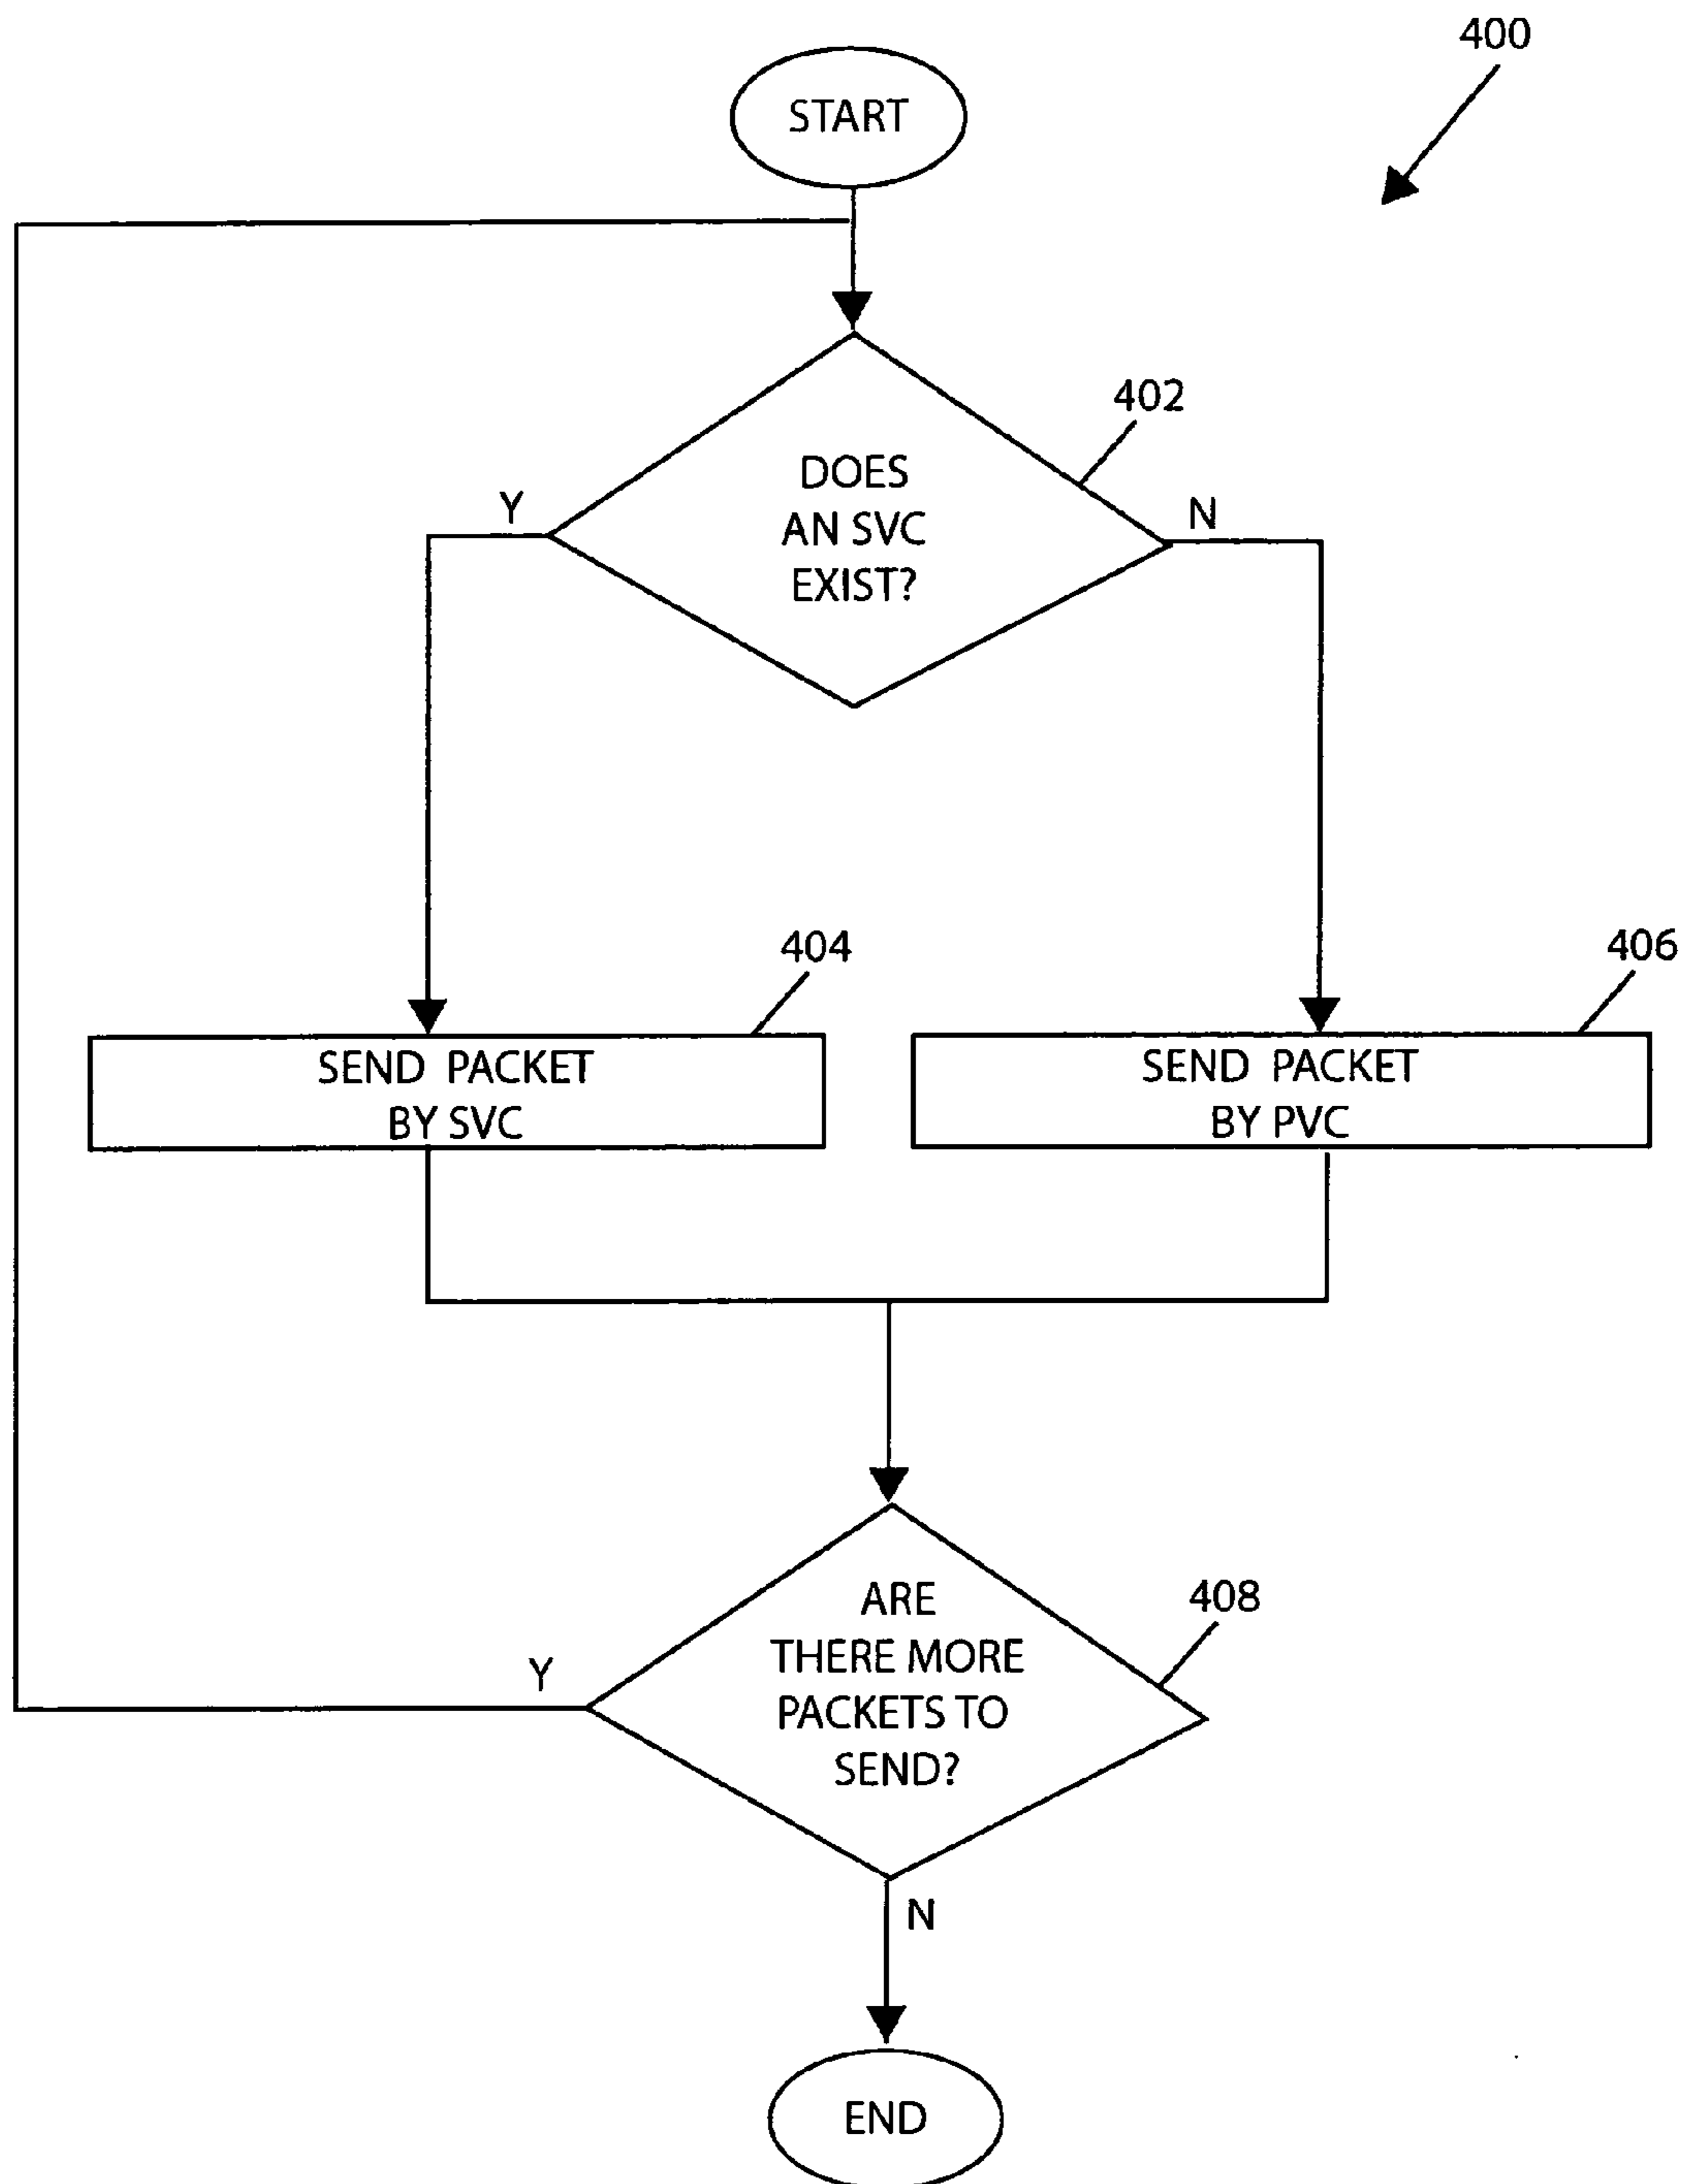 400
START
402
DOES
AN SVC
EXIST?
Y
N
404
406
SEND PACKET
BY SVC
SEND PACKET
BY PVC
408
ARE
THERE MORE
PACKETS TO
SEND?
Y
N
END